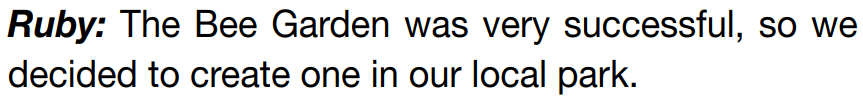 Ruby: The Bee Garden was very successful, so we
decided to create one in our local park.